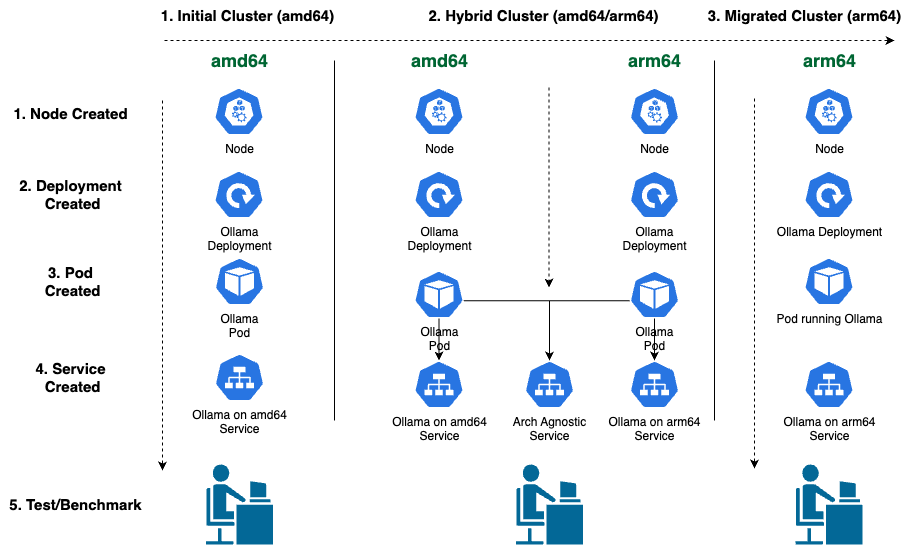 1. Initial Cluster (amd64)
2. Hybrid Cluster (amd64/arm64)
3. Migrated Cluster (arm64)
amd64
amd64
arm64
arm64
1. Node Created
Node
Node
Node
Node
2. Deployment
Created
Ollama
Deployment
Ollama
Deployment
Ollama
Deployment
Ollama Deployment
3. Pod
Created
Ollama
Pod
Ollama
Pod
Ollama
Pod
Pod running Ollama
4. Service
Created
Ollama on amd64
Service
Ollama on amd64
Service
Arch Agnostic
Service
Ollama on arm64
Service
Ollama on arm64
Service
5. Test/Benchmark